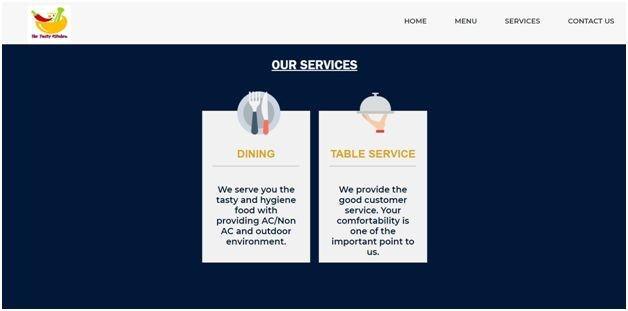 The Tasty Kitchen
HOME MENU SERVICES CONTACT US
OUR SERVICES
DINING
We serve you the
tasty and hygiene
food with
providing AC/Non
AC and outdoor
environment.
TABLE SERVICE
We provide the
good customer
service. Your
comfortability is
one of the
important point to
us.